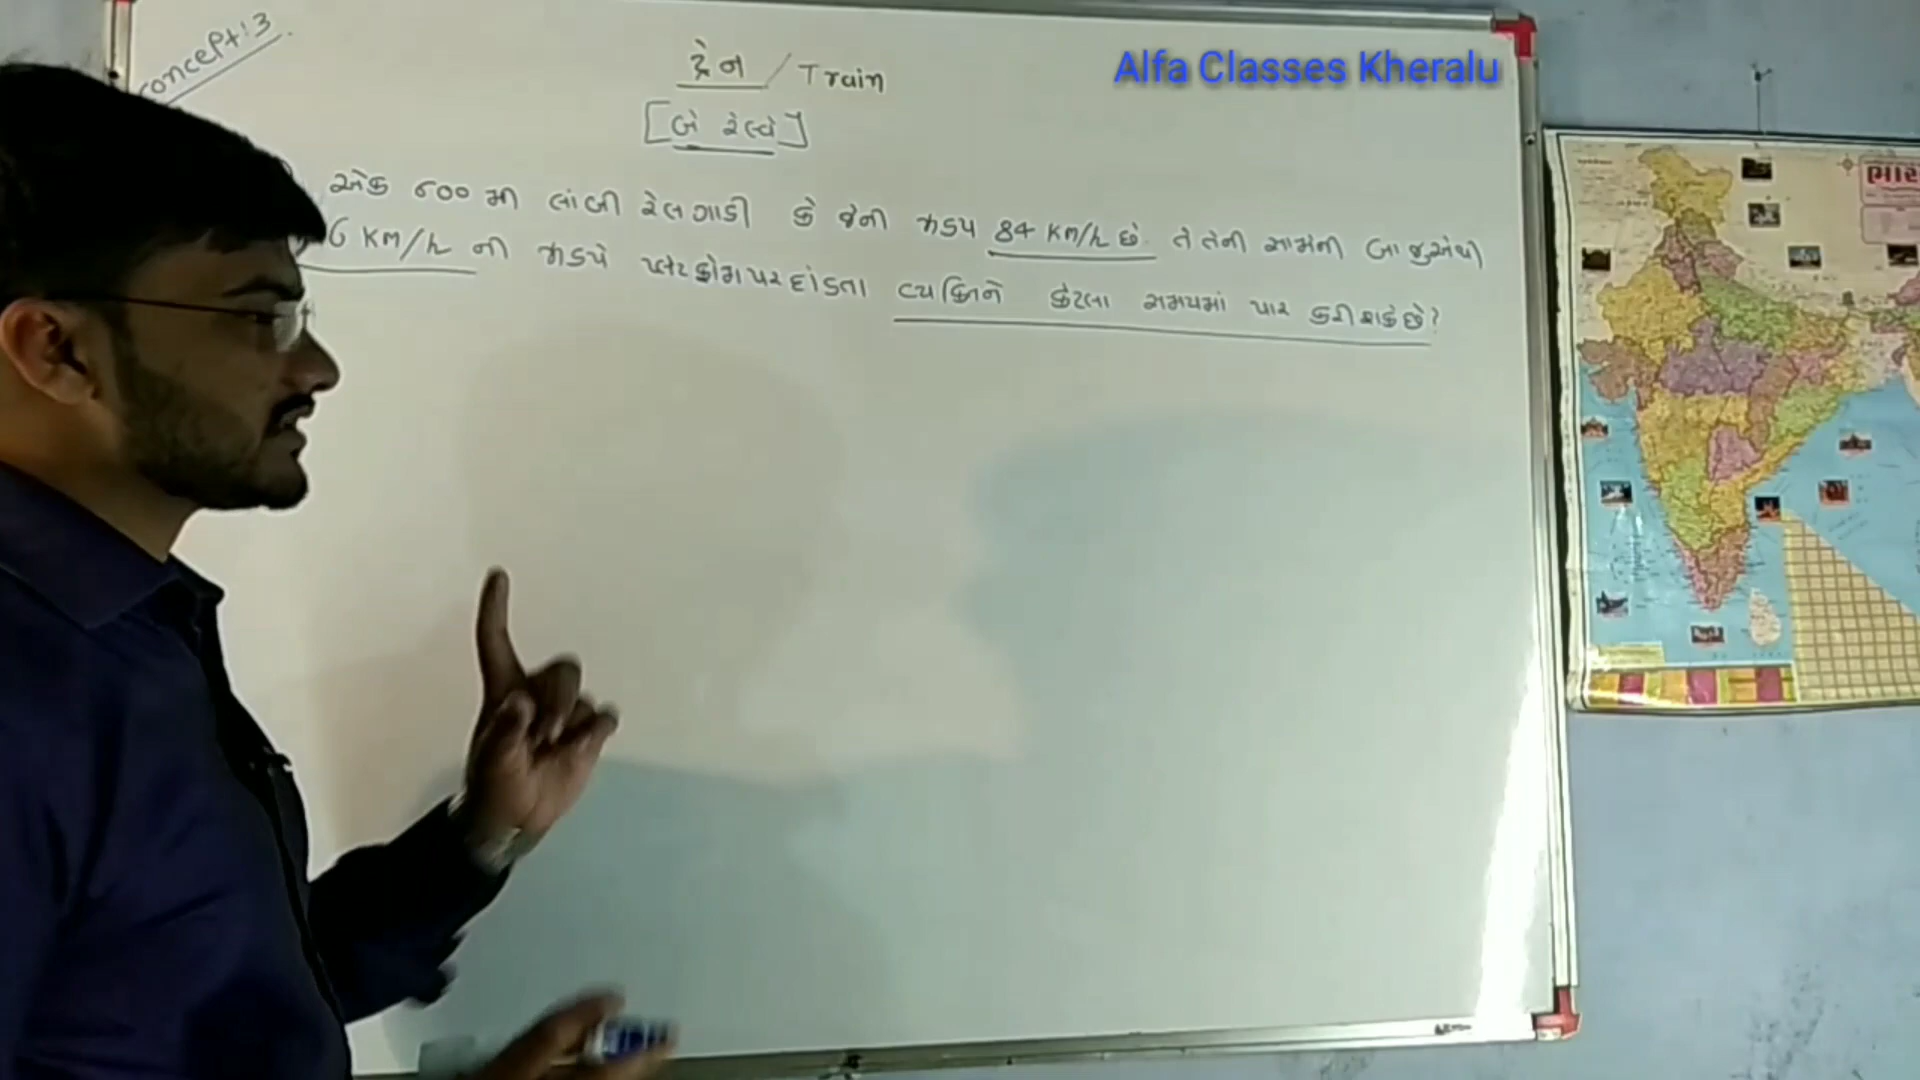 concept:3
ટ્રેન / Train
Alfa Classes Kheralu
[બે રેલ્વે]
એક ૮૦૦ મી લાંબી રેલગાડી કે જેની ઝડપ 84 KM/h છે. તે તેની સામેની બાજુએથી
6 KM/h ની ઝડપે પ્લેટફોર્મ પર દોડતા વ્યક્તિને કેટલા સમયમાં પાર કરી શકે છે?